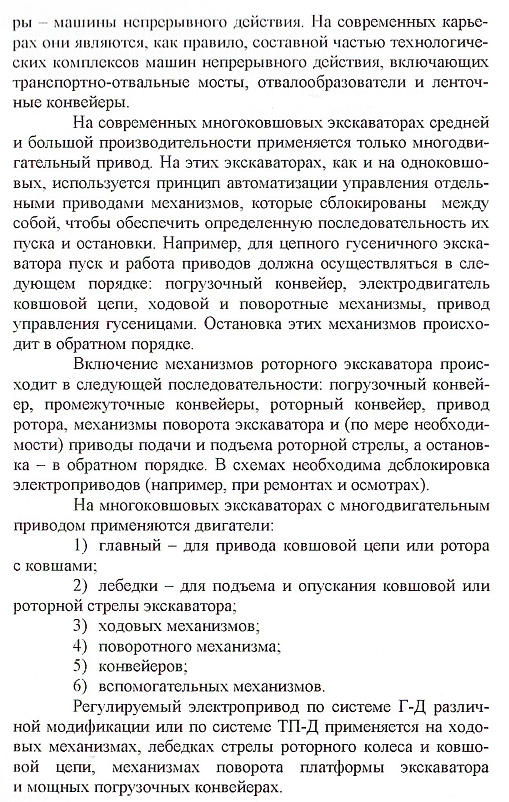 ры – машины непрерывного действия. На современных карье-
рах они являются, как правило, составной частью технологиче-
ских комплексов машин непрерывного действия, включающих
транспортно-отвальные мосты, отвалообразователи и ленточ-
ные конвейеры.
На современных многоковшовых экскаваторах средней
и большой производительности применяется только многодви-
гательный привод. На этих экскаваторах, как и на одноковшо-
вых, используется принцип автоматизации управления отдель-
ными приводами механизмов, которые сблокированы между
собой, чтобы обеспечить определенную последовательность их
пуска и остановки. Например, для цепного гусеничного экска-
ватора пуск и работа приводов должна осуществляться в сле-
дующем порядке: погрузочный конвейер, электродвигатель
ковшовой цепи, ходовой и поворотные механизмы, привод
управления гусеницами. Остановка этих механизмов происхо-
дит в обратном порядке.
Включение механизмов роторного экскаватора проис-
ходит в следующей последовательности: погрузочный конвей-
ер, промежуточные конвейеры, роторный конвейер, привод
ротора, механизмы поворота экскаватора и (по мере необходи-
мости) приводы подачи и подъема роторной стрелы, а останов-
ка – в обратном порядке. В схемах необходима деблокировка
электроприводов (например, при ремонтах и осмотрах).
На многоковшовых экскаваторах с многодвигательным
приводом применяются двигатели:
1) главный – для привода ковшовой цепи или ротора
с ковшами;
2) лебедки – для подъема и опускания ковшовой или
роторной стрелы экскаватора;
3) ходовых механизмов;
4) поворотного механизма;
5) конвейеров;
6) вспомогательных механизмов.
Регулируемый электропривод по системе Г-Д различ-
ной модификации или по системе ТП-Д применяется на ходо-
вых механизмах, лебедках стрелы роторного колеса и ковшо-
вой цепи, механизмах поворота платформы экскаватора
и мощных погрузочных конвейерах.